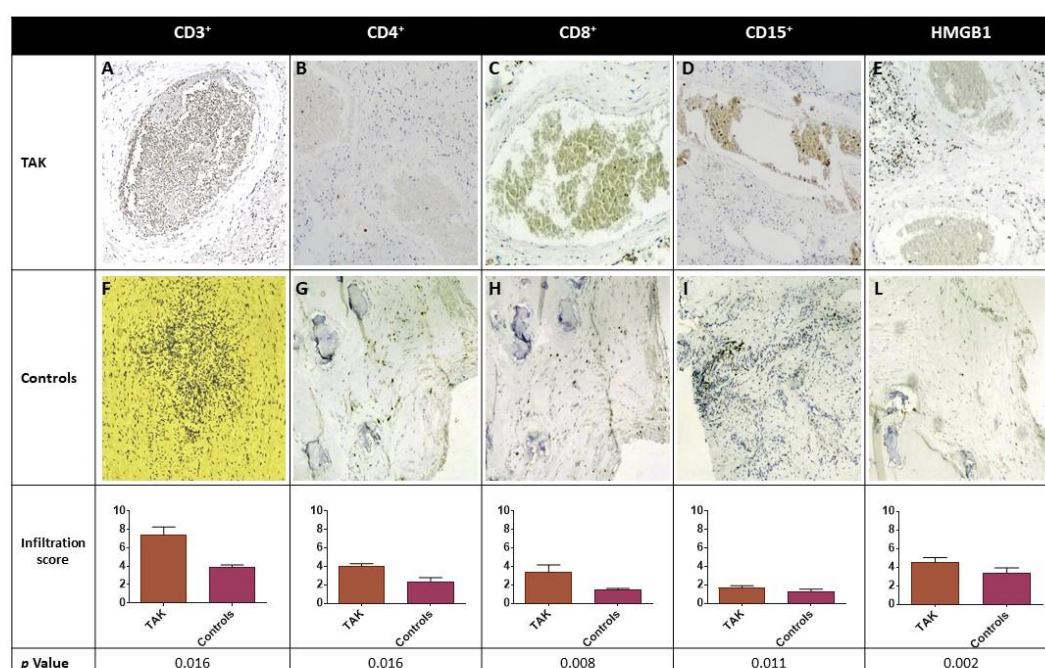 CD3⁺ CD4⁺ CD8⁺ CD15⁺ HMGB1
TAK
A B C D E
Controls
F G H I L
Infiltration
score
10 10 10 10 10
8 8 8 8 8
6 6 6 6 6
4 4 4 4 4
2 2 2 2 2
0 0 0 0 0
TAK Controls TAK Controls TAK Controls TAK Controls TAK Controls
p Value 0.016 0.016 0.008 0.011 0.002